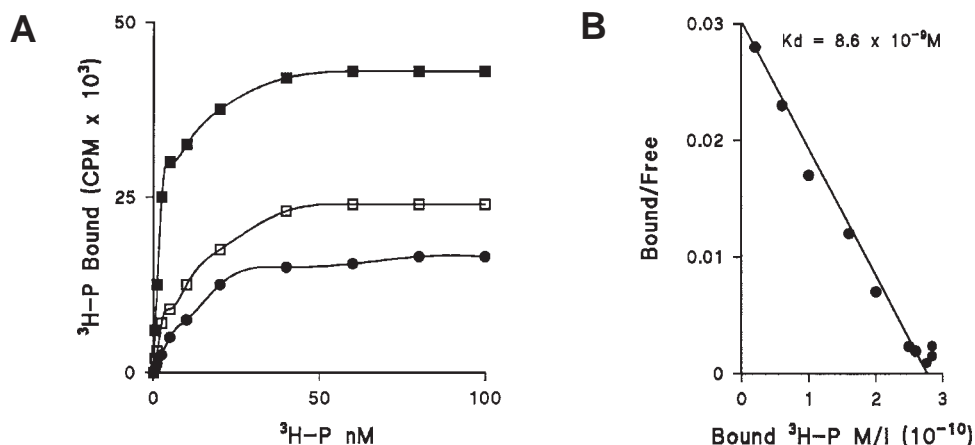 A
50
25
0
³H-P Bound (CPM x 10³)
0
50
100
³H-P nM
B
Kd = 8.6 x 10⁻⁹M
0.03
0.02
0.01
0
Bound/Free
0
1
2
3
Bound ³H-P M/l (10⁻¹⁰)